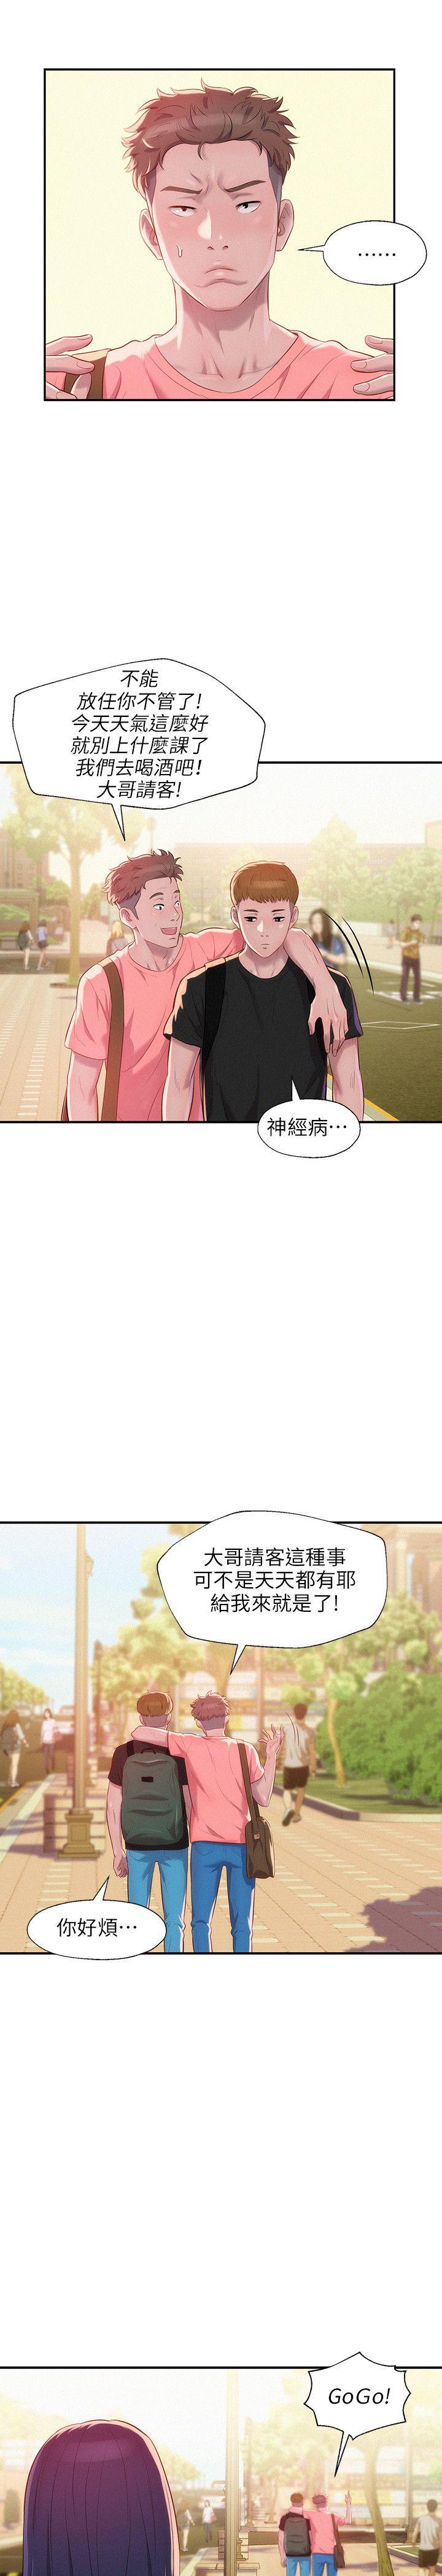 ……
不能
放任你不管了!
今天天氣這麼好
就別上什麼課了
我們去喝酒吧!
大哥請客!
神經病…
大哥請客這種事
可不是天天都有耶
給我來就是了!
你好煩…
GoGo!